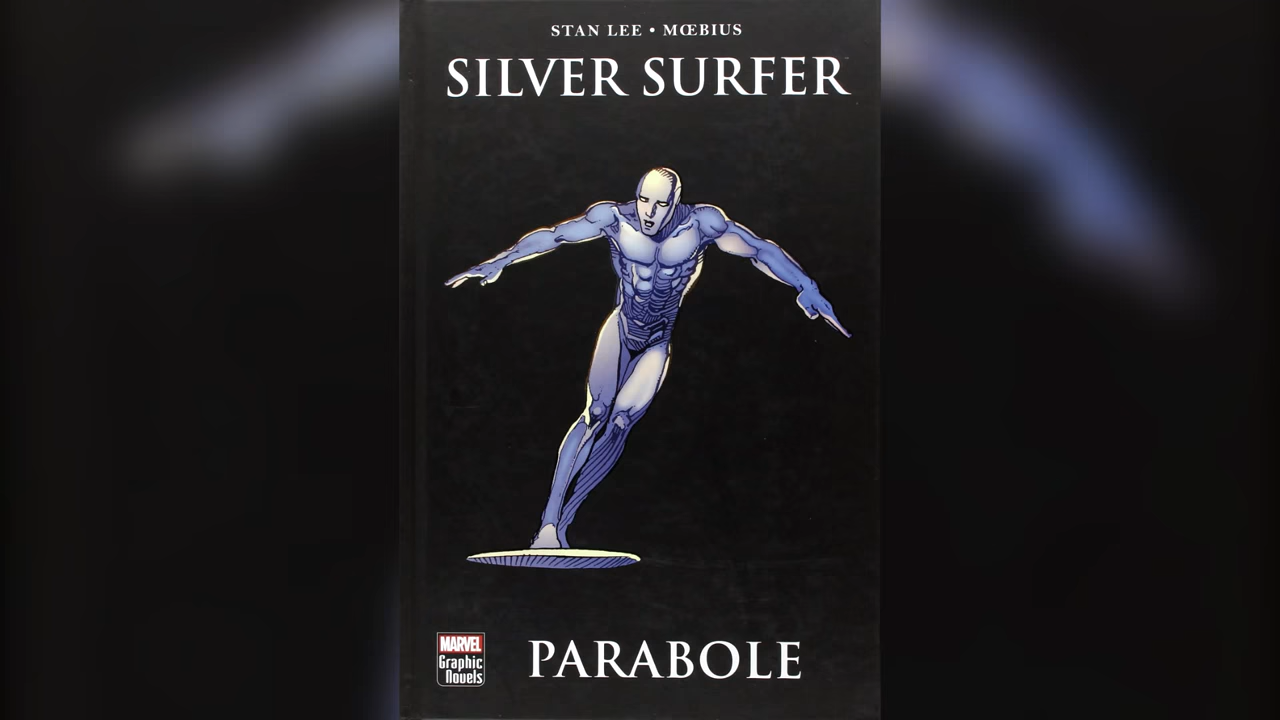 STAN LEE • MŒBIUS
SILVER SURFER
MARVEL
Graphic
Novels
PARABOLE